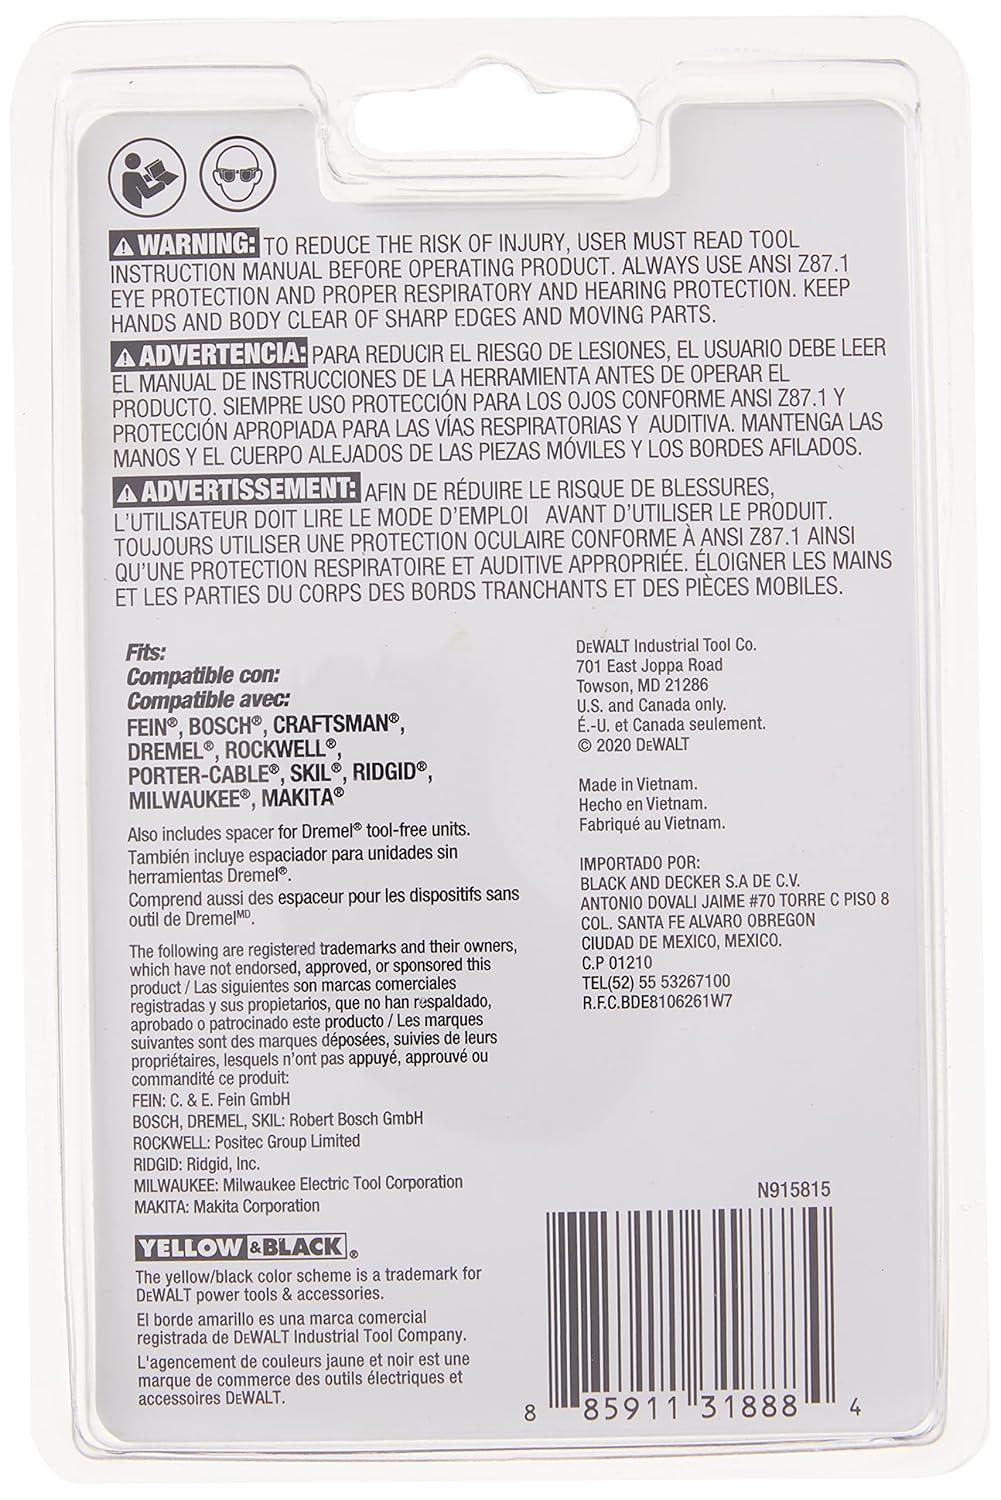 ⚠ WARNING: TO REDUCE THE RISK OF INJURY, USER MUST READ TOOL
INSTRUCTION MANUAL BEFORE OPERATING PRODUCT. ALWAYS USE ANSI Z87.1
EYE PROTECTION AND PROPER RESPIRATORY AND HEARING PROTECTION. KEEP
HANDS AND BODY CLEAR OF SHARP EDGES AND MOVING PARTS.
⚠ ADVERTENCIA: PARA REDUCIR EL RIESGO DE LESIONES, EL USUARIO DEBE LEER
EL MANUAL DE INSTRUCCIONES DE LA HERRAMIENTA ANTES DE OPERAR EL
PRODUCTO. SIEMPRE USO PROTECCIÓN PARA LOS OJOS CONFORME ANSI Z87.1 Y
PROTECCIÓN APROPIADA PARA LAS VÍAS RESPIRATORIAS Y AUDITIVA. MANTENGA LAS
MANOS Y EL CUERPO ALEJADOS DE LAS PIEZAS MÓVILES Y LOS BORDES AFILADOS.
⚠ ADVERTISSEMENT: AFIN DE RÉDUIRE LE RISQUE DE BLESSURES,
L'UTILISATEUR DOIT LIRE LE MODE D'EMPLOI AVANT D'UTILISER LE PRODUIT.
TOUJOURS UTILISER UNE PROTECTION OCULAIRE CONFORME À ANSI Z87.1 AINSI
QU'UNE PROTECTION RESPIRATOIRE ET AUDITIVE APPROPRIÉE. ÉLOIGNER LES MAINS
ET LES PARTIES DU CORPS DES BORDS TRANCHANTS ET DES PIÈCES MOBILES.
Fits:
Compatible con:
Compatible avec:
FEIN®, BOSCH®, CRAFTSMAN®,
DREMEL®, ROCKWELL®,
PORTER-CABLE®, SKIL®, RIDGID®,
MILWAUKEE®, MAKITA®
Also includes spacer for Dremel® tool-free units.
También incluye espaciador para unidades sin
herramientas Dremel®.
Comprend aussi des espaceur pour les dispositifs sans
outil de DremelMD.
The following are registered trademarks and their owners,
which have not endorsed, approved, or sponsored this
product / Las siguientes son marcas comerciales
registradas y sus propietarios, que no han respaldado,
aprobado o patrocinado este producto / Les marques
suivantes sont des marques déposées, suivies de leurs
propriétaires, lesquels n'ont pas appuyé, approuvé ou
commandité ce produit:
FEIN: C. & E. Fein GmbH
BOSCH, DREMEL, SKIL: Robert Bosch GmbH
ROCKWELL: Positec Group Limited
RIDGID: Ridgid, Inc.
MILWAUKEE: Milwaukee Electric Tool Corporation
MAKITA: Makita Corporation
YELLOW & BLACK®
The yellow/black color scheme is a trademark for
DEWALT power tools & accessories.
El borde amarillo es una marca comercial
registrada de DEWALT Industrial Tool Company.
L'agencement de couleurs jaune et noir est une
marque de commerce des outils électriques et
accessoires DEWALT.
DEWALT Industrial Tool Co.
701 East Joppa Road
Towson, MD 21286
U.S. and Canada only.
É.-U. et Canada seulement.
© 2020 DEWALT
Made in Vietnam.
Hecho en Vietnam.
Fabriqué au Vietnam.
IMPORTADO POR:
BLACK AND DECKER S.A DE C.V.
ANTONIO DOVALI JAIME #70 TORRE C PISO 8
COL. SANTA FE ALVARO OBREGON
CIUDAD DE MEXICO, MEXICO.
C.P 01210
TEL(52) 55 53267100
R.F.C.BDE8106261W7
N915815
8 85911 31888 4